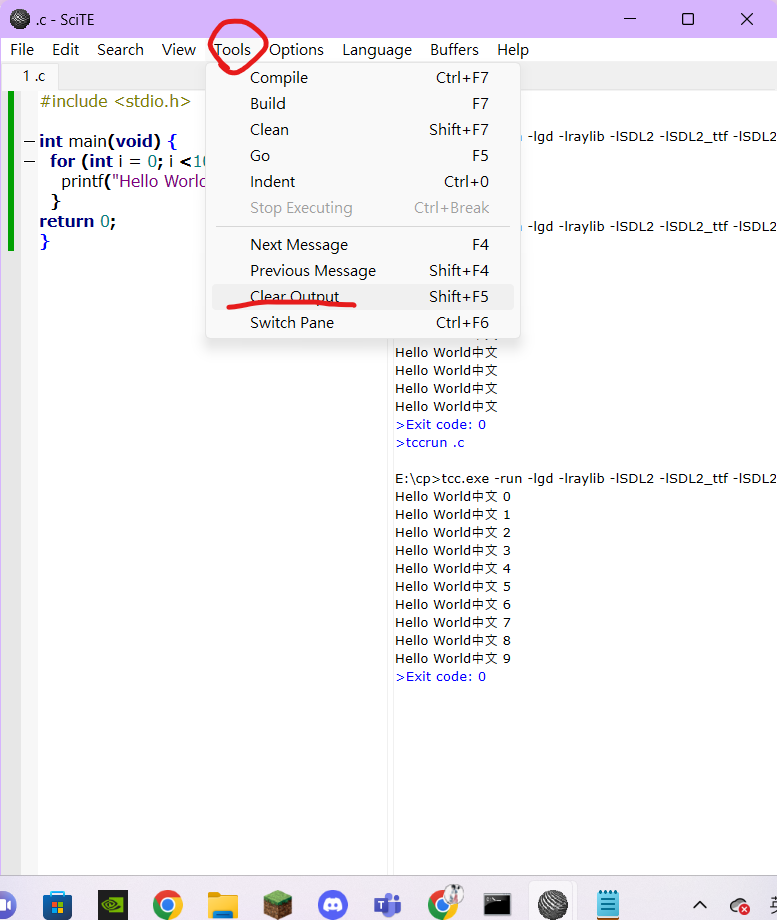 .c - SciTE
File Edit Search View Tools Options Language Buffers Help
1 .c
#include <stdio.h>
int main(void) {
for (int i = 0; i <10
printf("Hello World
}
return 0;
}
Compile Ctrl+F7
Build F7
Clean Shift+F7
Go F5
Indent Ctrl+0
Stop Executing Ctrl+Break
Next Message F4
Previous Message Shift+F4
Clear Output Shift+F5
Switch Pane Ctrl+F6
-lgd -lraylib -lSDL2 -lSDL2_ttf -lSDL2
-lgd -lraylib -lSDL2 -lSDL2_ttf -lSDL2
Hello World中文
Hello World中文
Hello World中文
Hello World中文
>Exit code: 0
>tccrun .c
E:\cp>tcc.exe -run -lgd -lraylib -lSDL2 -lSDL2_ttf -lSDL2
Hello World中文 0
Hello World中文 1
Hello World中文 2
Hello World中文 3
Hello World中文 4
Hello World中文 5
Hello World中文 6
Hello World中文 7
Hello World中文 8
Hello World中文 9
>Exit code: 0